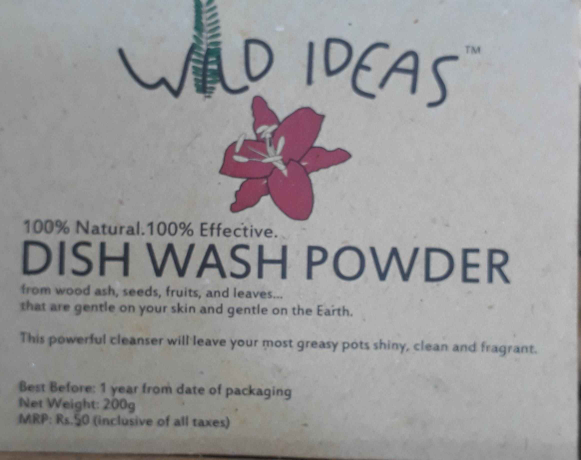 WILD IDEAS™
100% Natural.100% Effective.
DISH WASH POWDER
from wood ash, seeds, fruits, and leaves...
that are gentle on your skin and gentle on the Earth.
This powerful cleanser will leave your most greasy pots shiny, clean and fragrant.
Best Before: 1 year from date of packaging
Net Weight: 200g
MRP: Rs.50 (inclusive of all taxes)